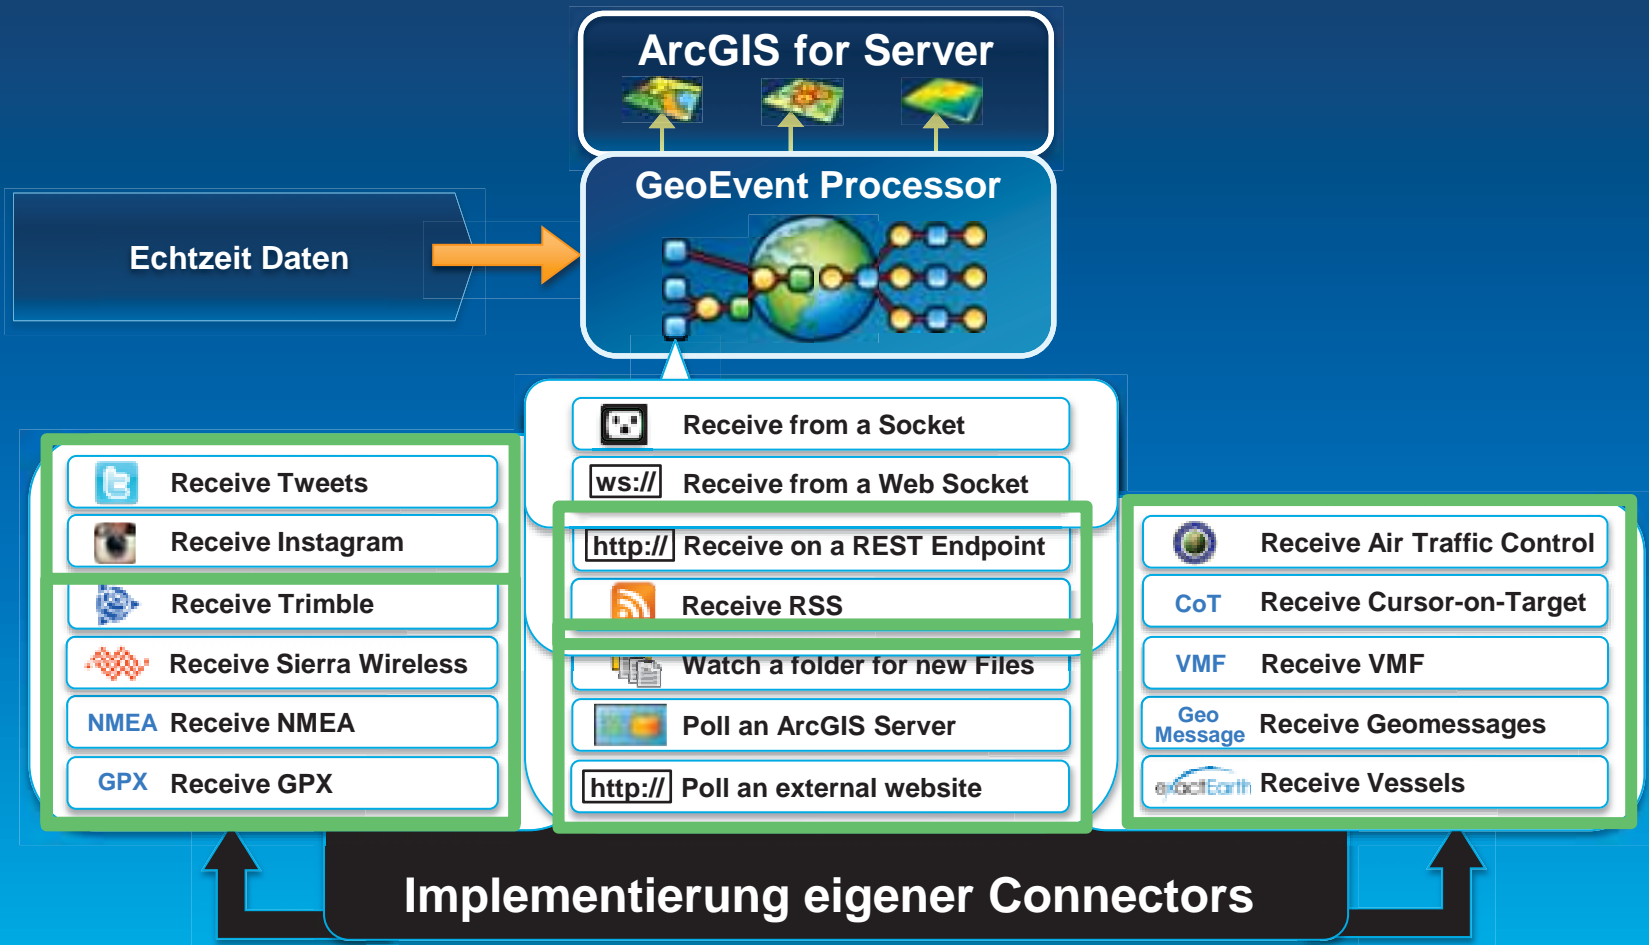 ArcGIS for Server
GeoEvent Processor
Echtzeit Daten
Receive from a Socket
ws:// Receive from a Web Socket
http:// Receive on a REST Endpoint
Receive RSS
Watch a folder for new Files
Poll an ArcGIS Server
http:// Poll an external website
Receive Tweets
Receive Instagram
Receive Trimble
Receive Sierra Wireless
NMEA Receive NMEA
GPX Receive GPX
Receive Air Traffic Control
CoT Receive Cursor-on-Target
VMF Receive VMF
Geo
Message Receive Geomessages
exactEarth Receive Vessels
Implementierung eigener Connectors